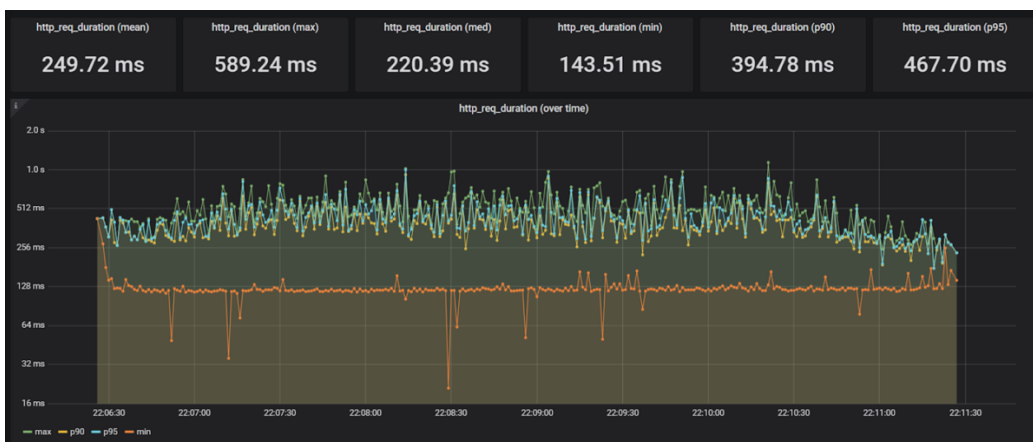 http_req_duration (mean) http_req_duration (max) http_req_duration (med) http_req_duration (min) http_req_duration (p90) http_req_duration (p95)
249.72 ms 589.24 ms 220.39 ms 143.51 ms 394.78 ms 467.70 ms
i
http_req_duration (over time)
2.0 s
1.0 s
512 ms
256 ms
128 ms
64 ms
32 ms
16 ms
22:06:30 22:07:00 22:07:30 22:08:00 22:08:30 22:09:00 22:09:30 22:10:00 22:10:30 22:11:00 22:11:30
max p90 p95 min